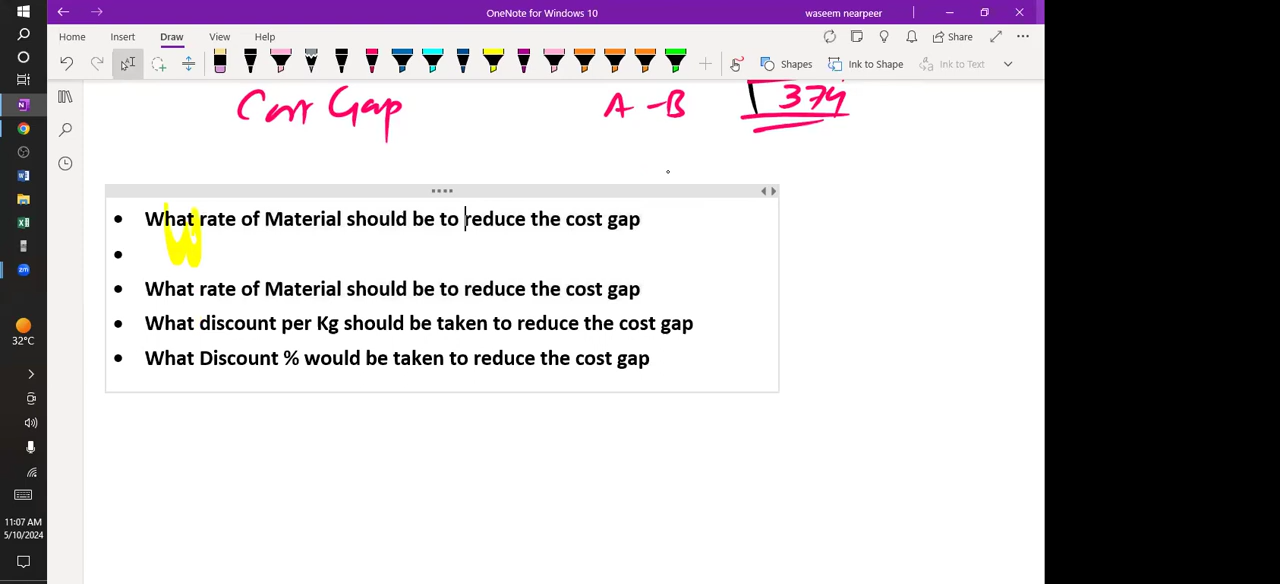 OneNote for Windows 10
waseem nearpeer
Home Insert Draw View Help
Share
Shapes
Ink to Shape
Ink to Text
Cost Gap A - B 374
• What rate of Material should be to reduce the cost gap
W
•
• What rate of Material should be to reduce the cost gap
• What discount per Kg should be taken to reduce the cost gap
• What Discount % would be taken to reduce the cost gap
32°C
11:07 AM
5/10/2024